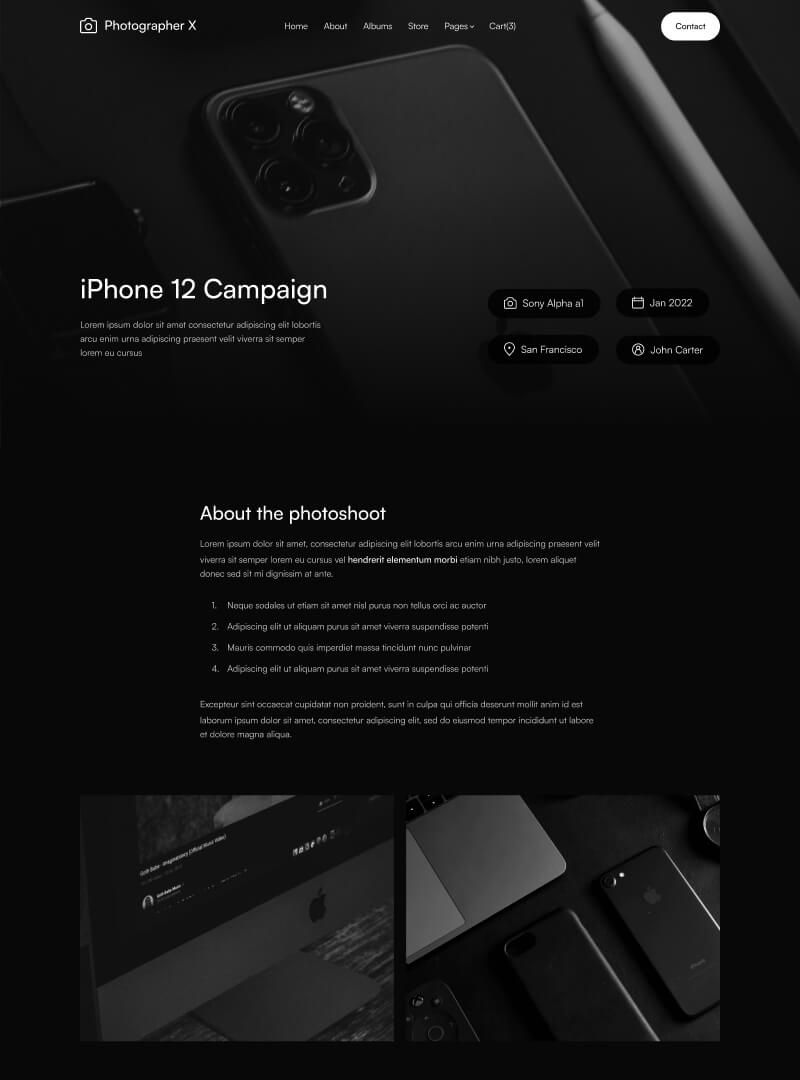 Photographer X
Home About Albums Store Pages Cart(3)
Contact
iPhone 12 Campaign
Lorem ipsum dolor sit amet consectetur adipiscing elit lobortis
arcu enim urna adipiscing praesent velit viverra sit semper
lorem eu cursus
Sony Alpha a1
Jan 2022
San Francisco
John Carter
About the photoshoot
Lorem ipsum dolor sit amet, consectetur adipiscing elit lobortis arcu enim urna adipiscing praesent velit
viverra sit semper lorem eu cursus vel hendrerit elementum morbi etiam nibh justo, lorem aliquet
donec sed sit mi dignissim at ante.
1. Neque sodales ut etiam sit amet nisl purus non tellus orci ac auctor
2. Adipiscing elit ut aliquam purus sit amet viverra suspendisse potenti
3. Mauris commodo quis imperdiet massa tincidunt nunc pulvinar
4. Adipiscing elit ut aliquam purus sit amet viverra suspendisse potenti
Excepteur sint occaecat cupidatat non proident, sunt in culpa qui officia deserunt mollit anim id est
laborum ipsum dolor sit amet, consectetur adipiscing elit, sed do eiusmod tempor incididunt ut labore
et dolore magna aliqua.
(Official Music Video)
iPhone